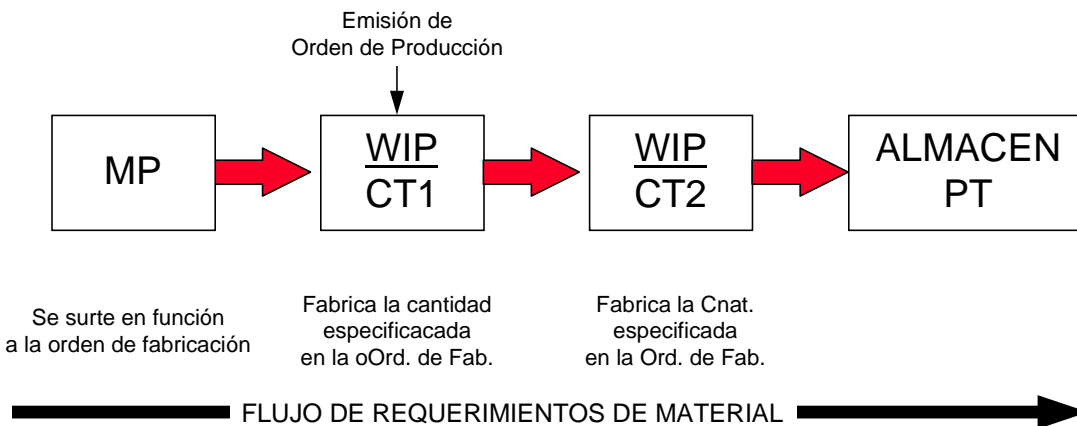 Emisión de
Orden de Producción
MP
WIP
CT1
WIP
CT2
ALMACEN
PT
Se surte en función
a la orden de fabricación
Fabrica la cantidad
especificacada
en la oOrd. de Fab.
Fabrica la Cnat.
especificada
en la Ord. de Fab.
FLUJO DE REQUERIMIENTOS DE MATERIAL